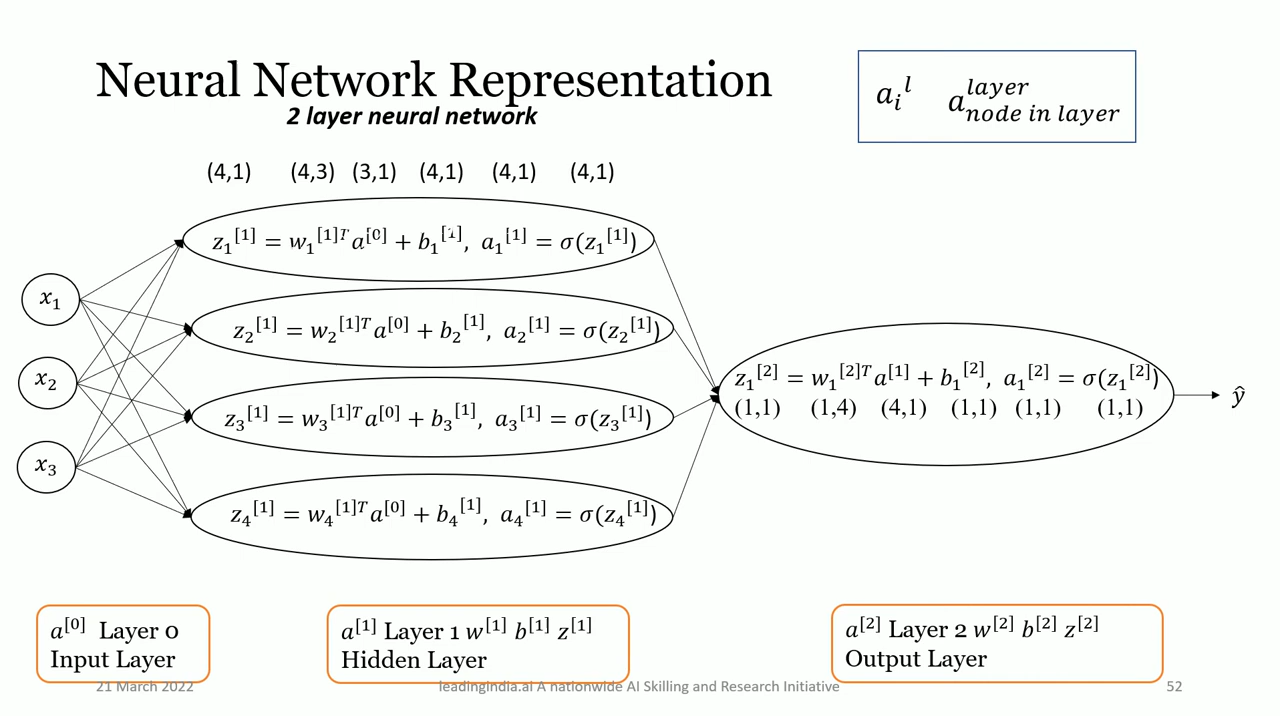 Neural Network Representation
2 layer neural network
aᵢˡ a^{layer}_{node in layer}
(4,1) (4,3) (3,1) (4,1) (4,1) (4,1)
z₁^{[1]} = w₁^{[1]T} a^{[0]} + b₁^{[1]}, a₁^{[1]} = σ(z₁^{[1]})
x₁
z₂^{[1]} = w₂^{[1]T} a^{[0]} + b₂^{[1]}, a₂^{[1]} = σ(z₂^{[1]})
x₂
z₃^{[1]} = w₃^{[1]T} a^{[0]} + b₃^{[1]}, a₃^{[1]} = σ(z₃^{[1]})
x₃
z₄^{[1]} = w₄^{[1]T} a^{[0]} + b₄^{[1]}, a₄^{[1]} = σ(z₄^{[1]})
z₁^{[2]} = w₁^{[2]T} a^{[1]} + b₁^{[2]}, a₁^{[2]} = σ(z₁^{[2]})
(1,1) (1,4) (4,1) (1,1) (1,1) (1,1)
ŷ
a^{[0]} Layer 0
Input Layer
a^{[1]} Layer 1 w^{[1]} b^{[1]} z^{[1]}
Hidden Layer
a^{[2]} Layer 2 w^{[2]} b^{[2]} z^{[2]}
Output Layer
21 March 2022
leadingindia.ai A nationwide AI Skilling and Research Initiative
52